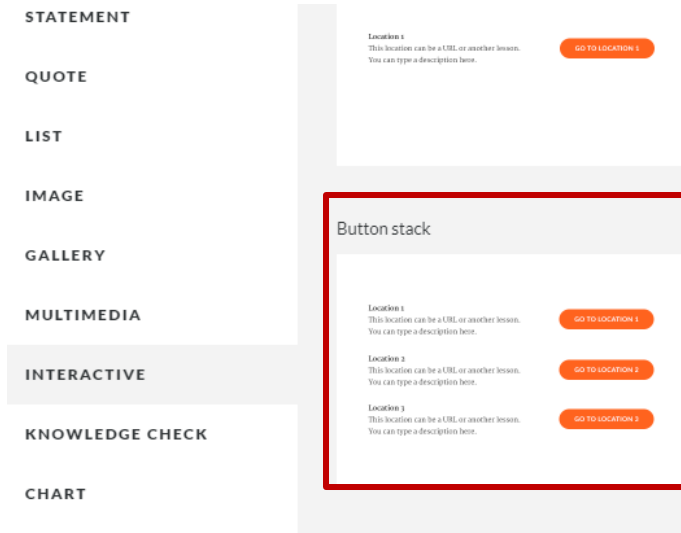 STATEMENT
QUOTE
LIST
IMAGE
GALLERY
MULTIMEDIA
INTERACTIVE
KNOWLEDGE CHECK
CHART
Location 1
This location can be a URL or another lesson.
You can type a description here.
GO TO LOCATION 1
Button stack
Location 1
This location can be a URL or another lesson.
You can type a description here.
GO TO LOCATION 1
Location 2
This location can be a URL or another lesson.
You can type a description here.
GO TO LOCATION 2
Location 3
This location can be a URL or another lesson.
You can type a description here.
GO TO LOCATION 3